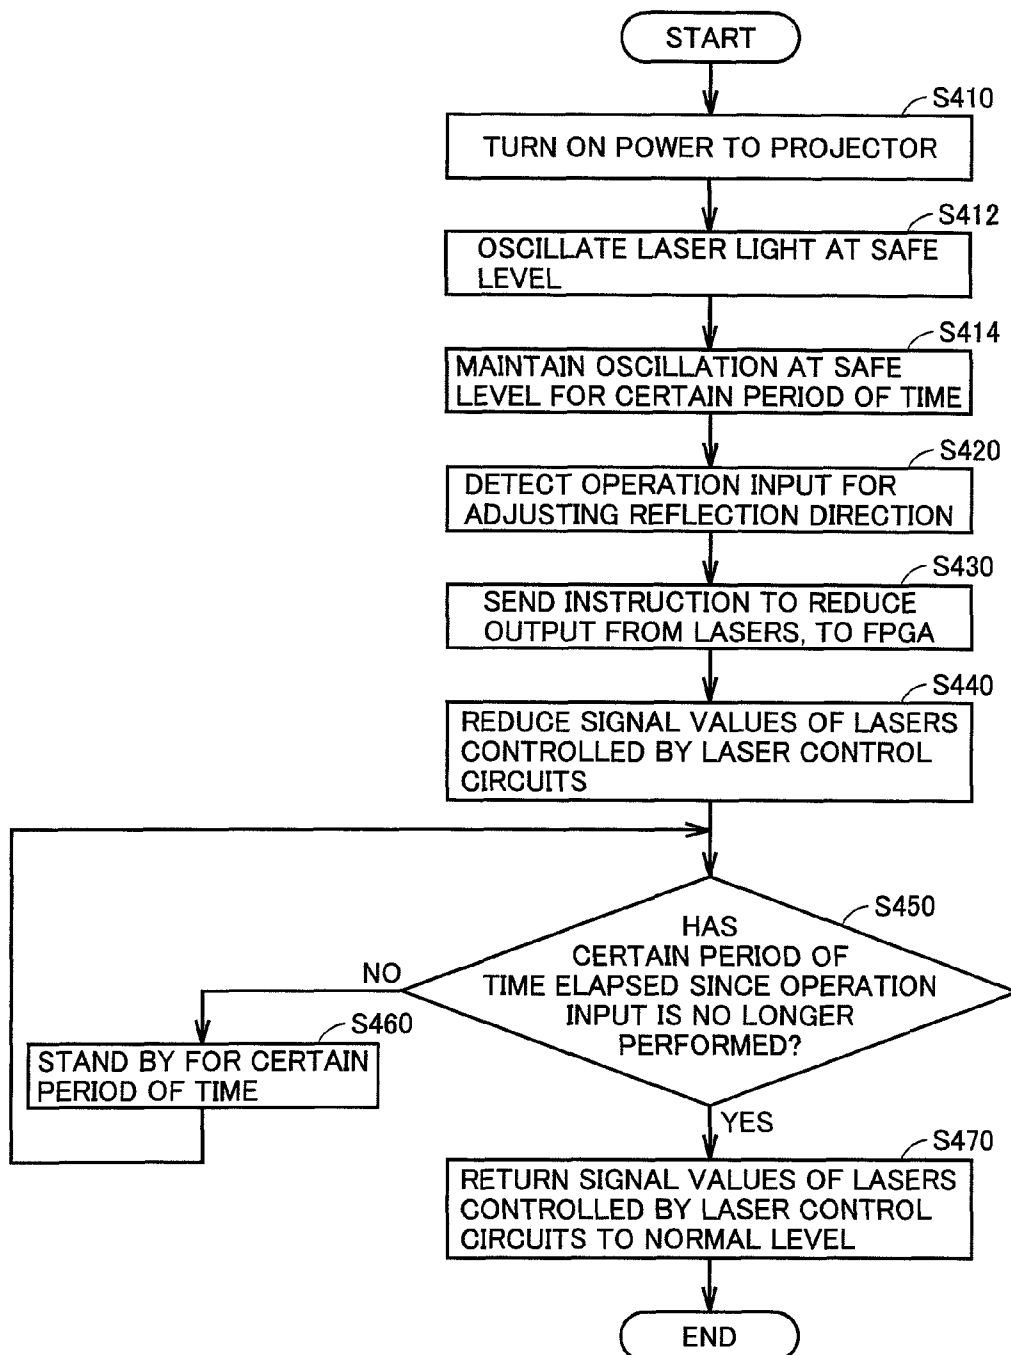 START
S410
TURN ON POWER TO PROJECTOR
S412
OSCILLATE LASER LIGHT AT SAFE
LEVEL
S414
MAINTAIN OSCILLATION AT SAFE
LEVEL FOR CERTAIN PERIOD OF TIME
S420
DETECT OPERATION INPUT FOR
ADJUSTING REFLECTION DIRECTION
S430
SEND INSTRUCTION TO REDUCE
OUTPUT FROM LASERS, TO FPGA
S440
REDUCE SIGNAL VALUES OF LASERS
CONTROLLED BY LASER CONTROL
CIRCUITS
S450
HAS
CERTAIN PERIOD OF
TIME ELAPSED SINCE OPERATION
INPUT IS NO LONGER
PERFORMED?
NO
S460
STAND BY FOR CERTAIN
PERIOD OF TIME
YES
S470
RETURN SIGNAL VALUES OF LASERS
CONTROLLED BY LASER CONTROL
CIRCUITS TO NORMAL LEVEL
END